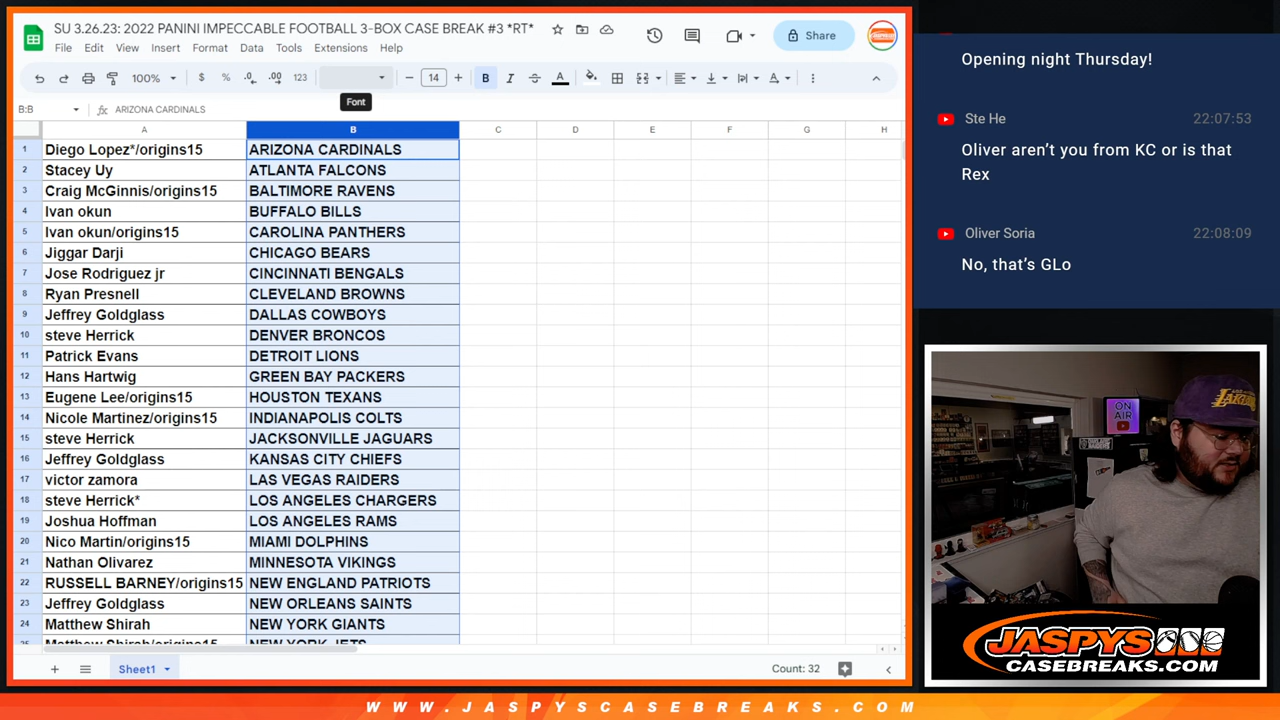 SU 3.26.23: 2022 PANINI IMPECCABLE FOOTBALL 3-BOX CASE BREAK #3 *RT*
File Edit View Insert Format Data Tools Extensions Help
Share
100% $ % .0 .00 123 14 B I A
Font
B:B fx ARIZONA CARDINALS
A B C D E F G H
1 Diego Lopez*/origins15 ARIZONA CARDINALS
2 Stacey Uy ATLANTA FALCONS
3 Craig McGinnis/origins15 BALTIMORE RAVENS
4 Ivan okun BUFFALO BILLS
5 Ivan okun/origins15 CAROLINA PANTHERS
6 Jiggar Darji CHICAGO BEARS
7 Jose Rodriguez jr CINCINNATI BENGALS
8 Ryan Presnell CLEVELAND BROWNS
9 Jeffrey Goldglass DALLAS COWBOYS
10 steve Herrick DENVER BRONCOS
11 Patrick Evans DETROIT LIONS
12 Hans Hartwig GREEN BAY PACKERS
13 Eugene Lee/origins15 HOUSTON TEXANS
14 Nicole Martinez/origins15 INDIANAPOLIS COLTS
15 steve Herrick JACKSONVILLE JAGUARS
16 Jeffrey Goldglass KANSAS CITY CHIEFS
17 victor zamora LAS VEGAS RAIDERS
18 steve Herrick* LOS ANGELES CHARGERS
19 Joshua Hoffman LOS ANGELES RAMS
20 Nico Martin/origins15 MIAMI DOLPHINS
21 Nathan Olivarez MINNESOTA VIKINGS
22 RUSSELL BARNEY/origins15 NEW ENGLAND PATRIOTS
23 Jeffrey Goldglass NEW ORLEANS SAINTS
24 Matthew Shirah NEW YORK GIANTS
25 Matthew Shirah/origins15 NEW YORK JETS
Sheet1
Count: 32
Opening night Thursday!
Ste He 22:07:53
Oliver aren't you from KC or is that
Rex
Oliver Soria 22:08:09
No, that's GLo
ON
AIR
JASPYS
CASEBREAKS.COM
WWW.JASPYSCASEBREAKS.COM